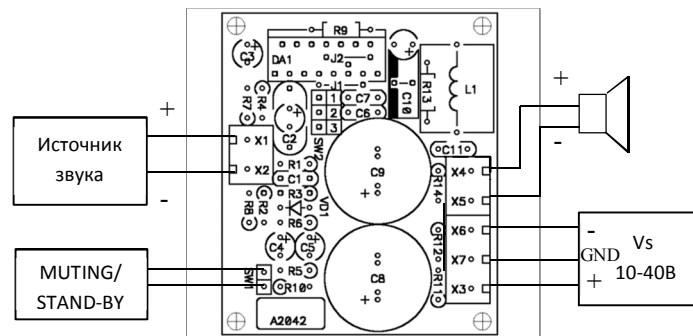 R9
C3
DA1
J2
J1
R7
R4
1
2
3
C7
C6
C10
R13
L1
+
-
Источник
звука
X1
X2
C2
SW2
C11
R1
C1
R3
VD1
R8
R2
R6
C9
+
R14
X4
X5
+
-
C4
C5
R12
X6
X7
X3
-
GND
+
Vs
10-40В
MUTING/
STAND-BY
SW1
R5
R10
C8
+
R11
A2042